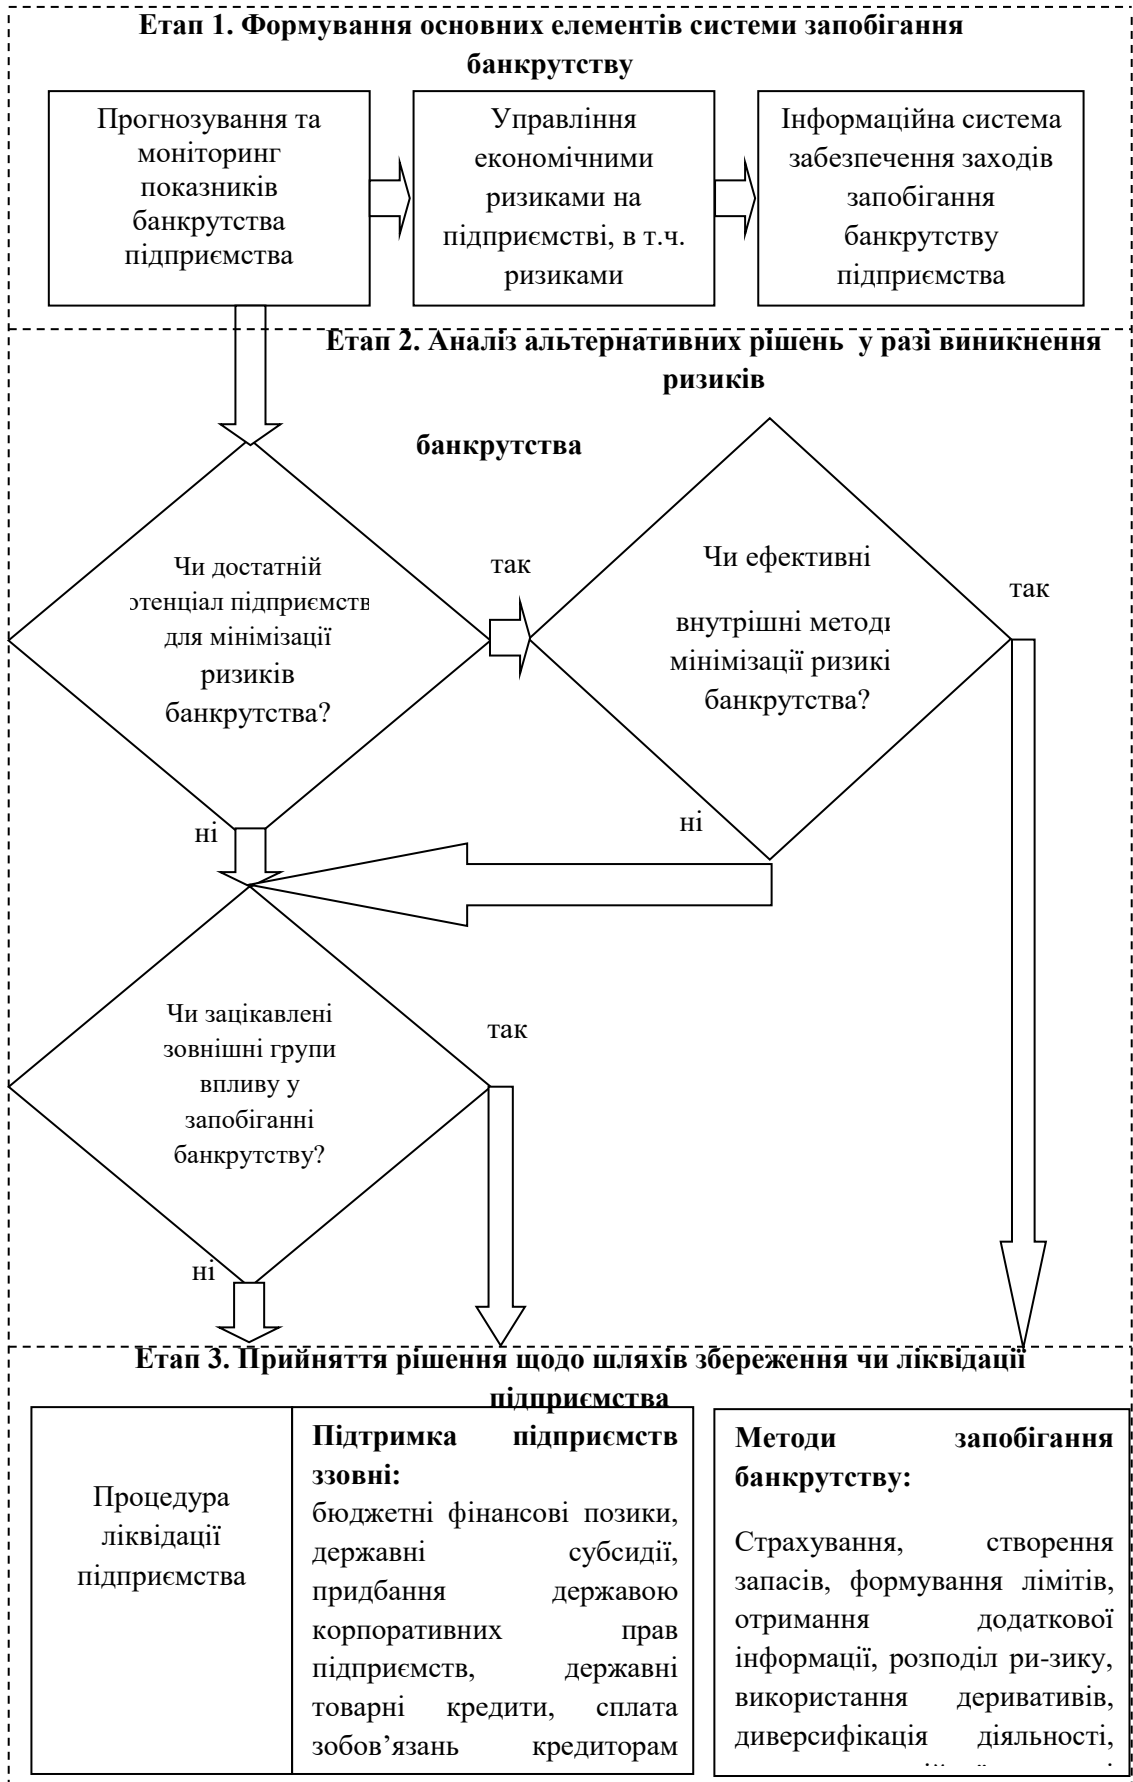 Етап 1. Формування основних елементів системи запобігання
банкрутству
Прогнозування та
моніторинг
показників
банкрутства
підприємства
Управління
економічними
ризиками на
підприємстві, в т.ч.
ризиками
Інформаційна система
забезпечення заходів
запобігання
банкрутству
підприємства
Етап 2. Аналіз альтернативних рішень у разі виникнення
ризиків
банкрутства
Чи достатній
отенціал підприємств
для мінімізації
ризиків
банкрутства?
так
Чи ефективні
внутрішні методи
мінімізації ризикі
банкрутства?
так
ні
ні
Чи зацікавлені
зовнішні групи
впливу у
запобіганні
банкрутству?
так
ні
Етап 3. Прийняття рішення щодо шляхів збереження чи ліквідації
підприємства
Процедура
ліквідації
підприємства
Підтримка підприємств
ззовні:
бюджетні фінансові позики,
державні субсидії,
придбання державою
корпоративних прав
підприємств, державні
товарні кредити, сплата
зобов’язань кредиторам
Методи запобігання
банкрутству:
Страхування, створення
запасів, формування лімітів,
отримання додаткової
інформації, розподіл ри-зику,
використання деривативів,
диверсифікація діяльності,